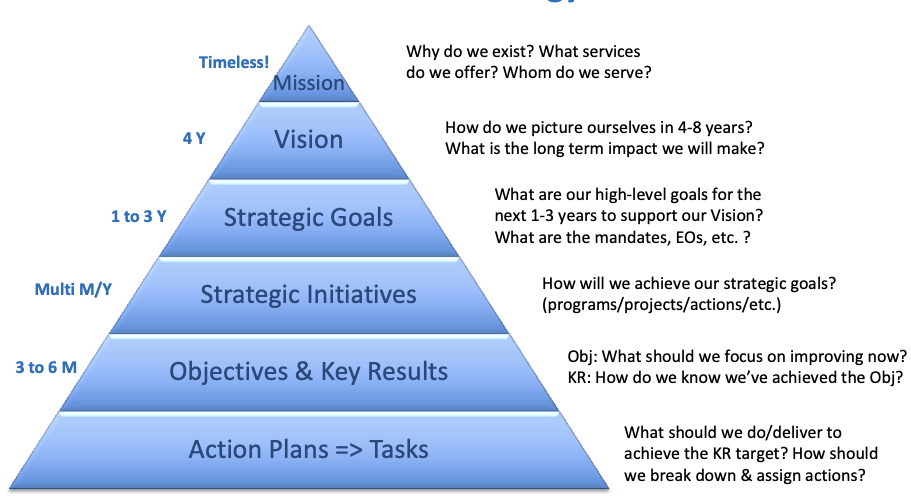 Timeless!
Mission
Why do we exist? What services
do we offer? Whom do we serve?
4 Y
Vision
How do we picture ourselves in 4-8 years?
What is the long term impact we will make?
1 to 3 Y
Strategic Goals
What are our high-level goals for the
next 1-3 years to support our Vision?
What are the mandates, EOs, etc. ?
Multi M/Y
Strategic Initiatives
How will we achieve our strategic goals?
(programs/projects/actions/etc.)
3 to 6 M
Objectives & Key Results
Obj: What should we focus on improving now?
KR: How do we know we’ve achieved the Obj?
Action Plans => Tasks
What should we do/deliver to
achieve the KR target? How should
we break down & assign actions?